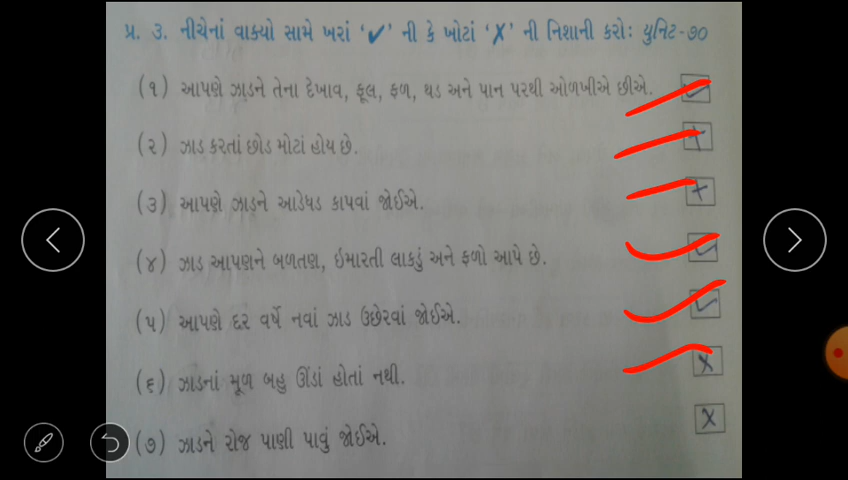 પ્ર. ૩. નીચેનાં વાક્યો સામે ખરાં ‘✓’ ની કે ખોટાં ‘✗’ ની નિશાની કરો : યુનિટ-૭૦
(૧) આપણે ઝાડને તેના દેખાવ, ફૂલ, ફળ, થડ અને પાન પરથી ઓળખીએ છીએ. ✓
(૨) ઝાડ કરતાં છોડ મોટાં હોય છે. ✗
(૩) આપણે ઝાડને આડેધડ કાપવાં જોઈએ. ✗
(૪) ઝાડ આપણને બળતણ, ઇમારતી લાકડું અને ફળો આપે છે. ✓
(૫) આપણે દર વર્ષે નવાં ઝાડ ઉછેરવાં જોઈએ. ✓
(૬) ઝાડનાં મૂળ બહુ ઊંડાં હોતાં નથી. ✗
(૭) ઝાડને રોજ પાણી પાવું જોઈએ. ✗